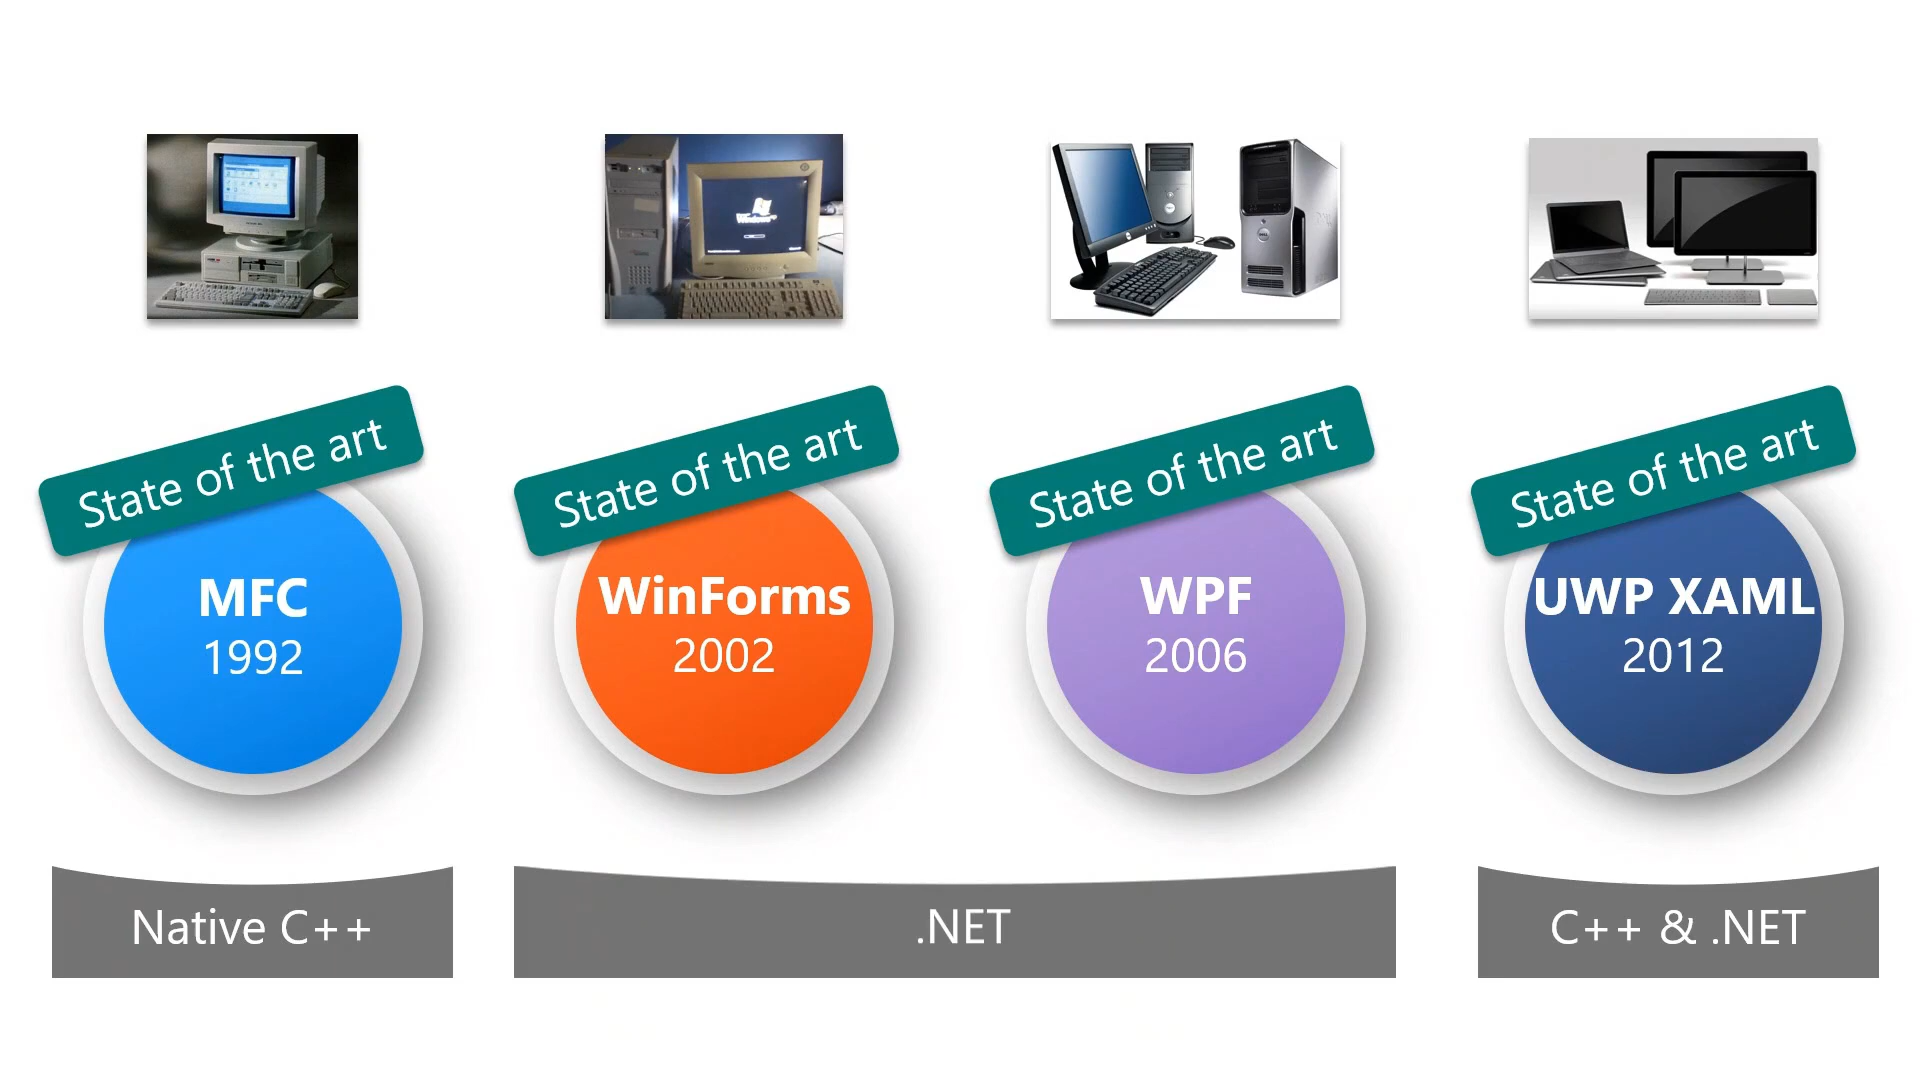 State of the art
MFC
1992
State of the art
WinForms
2002
State of the art
WPF
2006
State of the art
UWP XAML
2012
Native C++
.NET
C++ & .NET